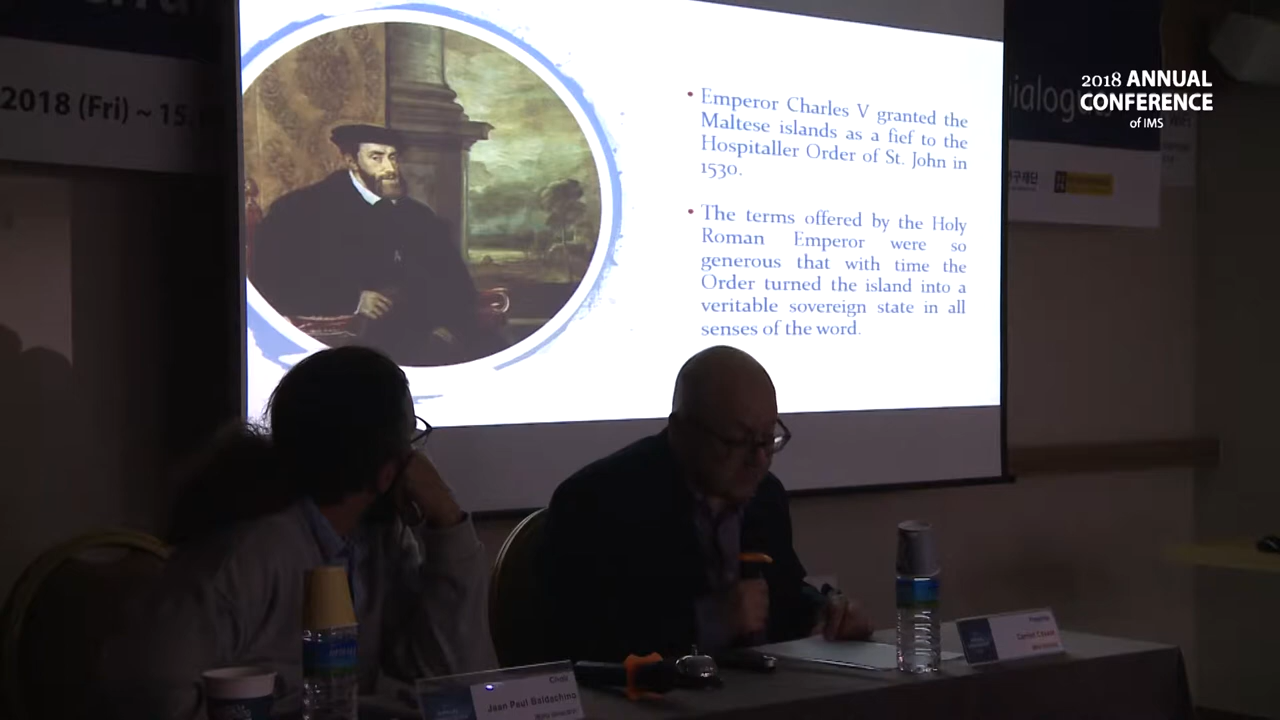 2018 (Fri) ~ 15
2018 ANNUAL
CONFERENCE
of IMS
• Emperor Charles V granted the
Maltese islands as a fief to the
Hospitaller Order of St. John in
1530.
• The terms offered by the Holy
Roman Emperor were so
generous that with time the
Order turned the island into a
veritable sovereign state in all
senses of the word.
Jean Paul Baldacchino